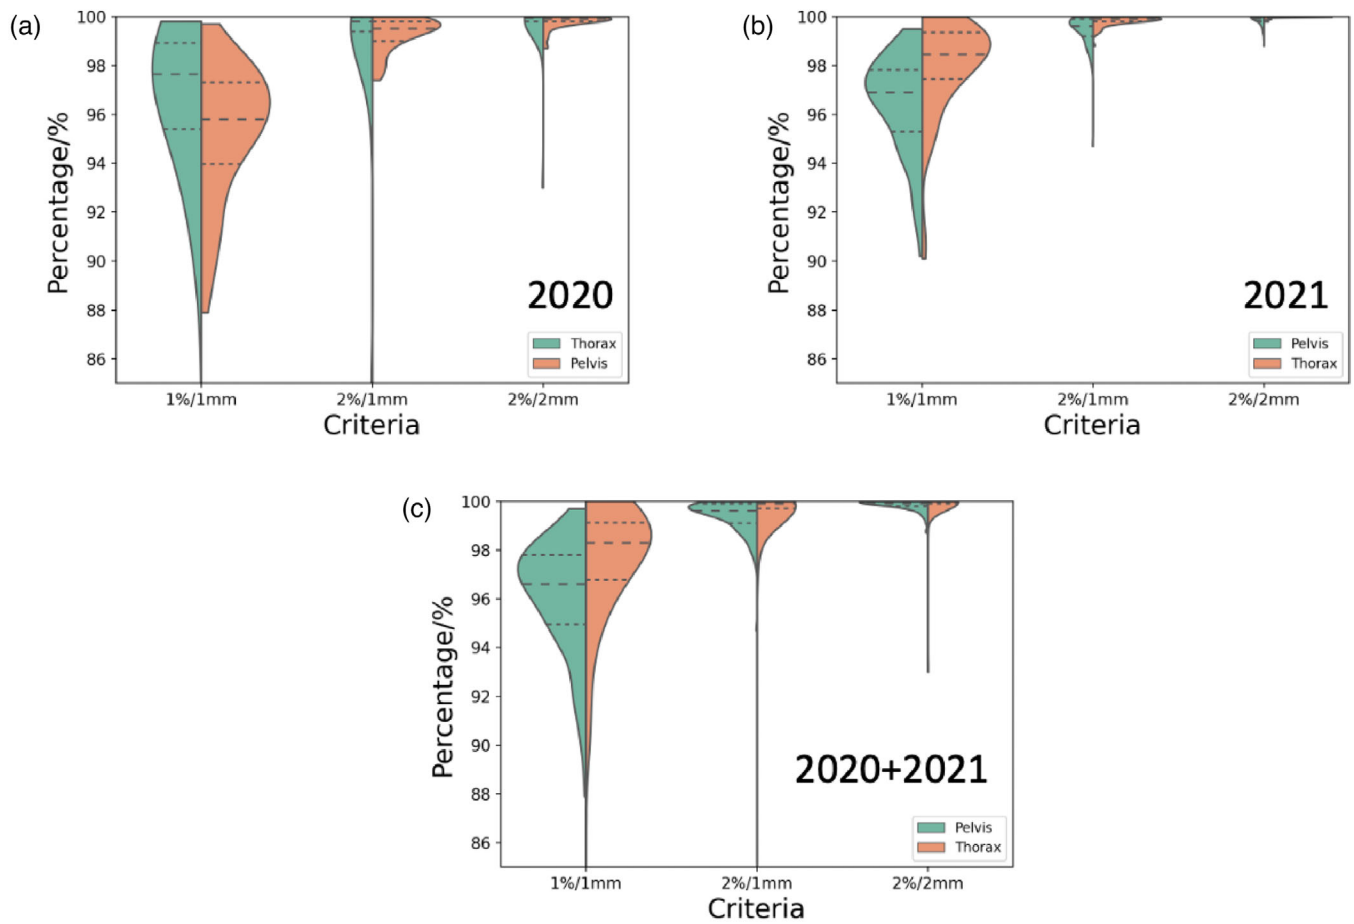 (a)
100
98
96
94
92
90
88
86
Percentage/%
2020
Thorax
Pelvis
1%/1mm 2%/1mm 2%/2mm
Criteria
(b)
100
98
96
94
92
90
88
86
Percentage/%
2021
Pelvis
Thorax
1%/1mm 2%/1mm 2%/2mm
Criteria
(c)
100
98
96
94
92
90
88
86
Percentage/%
2020+2021
Pelvis
Thorax
1%/1mm 2%/1mm 2%/2mm
Criteria